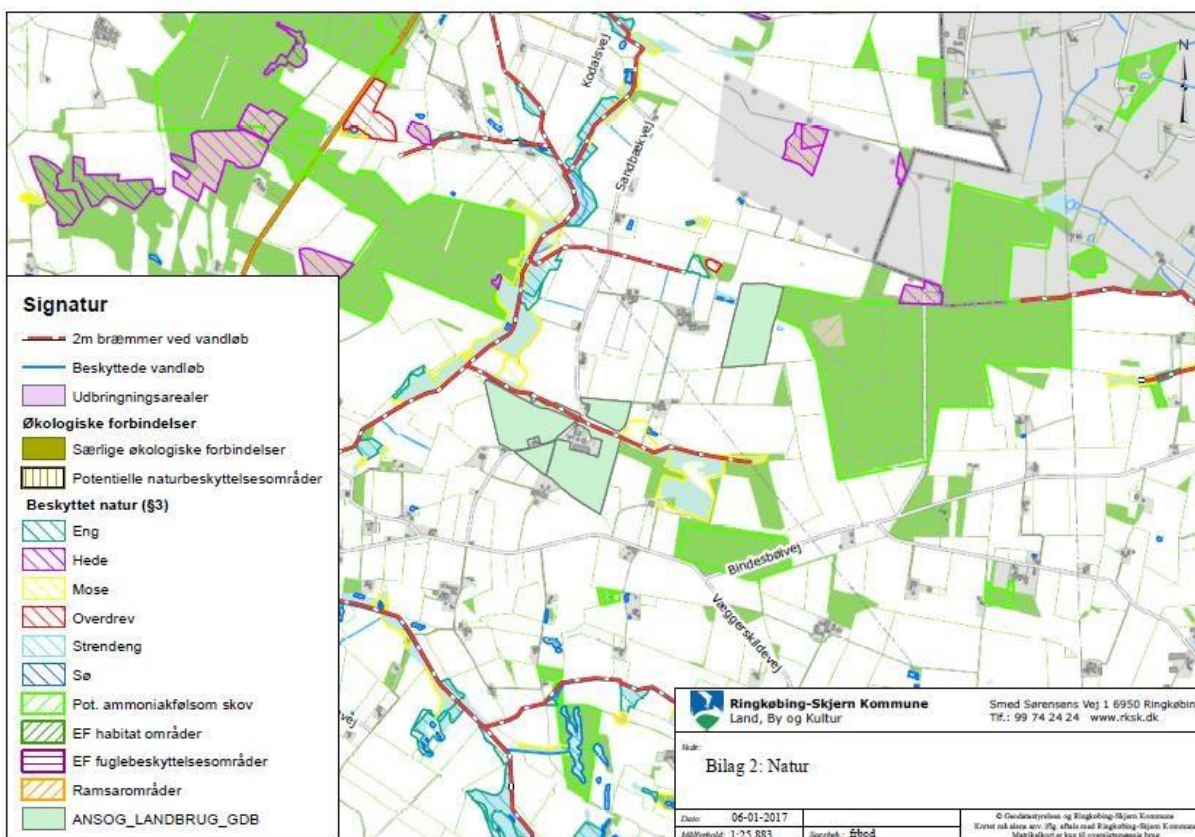 Kodalsvej
Sandbækvej
N
Bindesbølvej
Væggerskildevej
Signatur
2m bræmmer ved vandløb
Beskyttede vandløb
Udbringningsarealer
Økologiske forbindelser
Særlige økologiske forbindelser
Potentielle naturbeskyttelsesområder
Beskyttet natur (§3)
Eng
Hede
Mose
Overdrev
Strendeng
Sø
Pot. ammoniakfølsom skov
EF habitat områder
EF fuglebeskyttelsesområder
Ramsarområder
ANSOG_LANDBRUG_GDB
Ringkøbing-Skjern Kommune
Land, By og Kultur
Smed Sørensens Vej 1 6950 Ringkøbin
Tlf.: 99 74 24 24 www.rksk.dk
Bilag 2: Natur
Dato: 06-01-2017
Målforhold: 1:25 883
© Geodatastyrelsen og Ringkøbing-Skjern Kommune